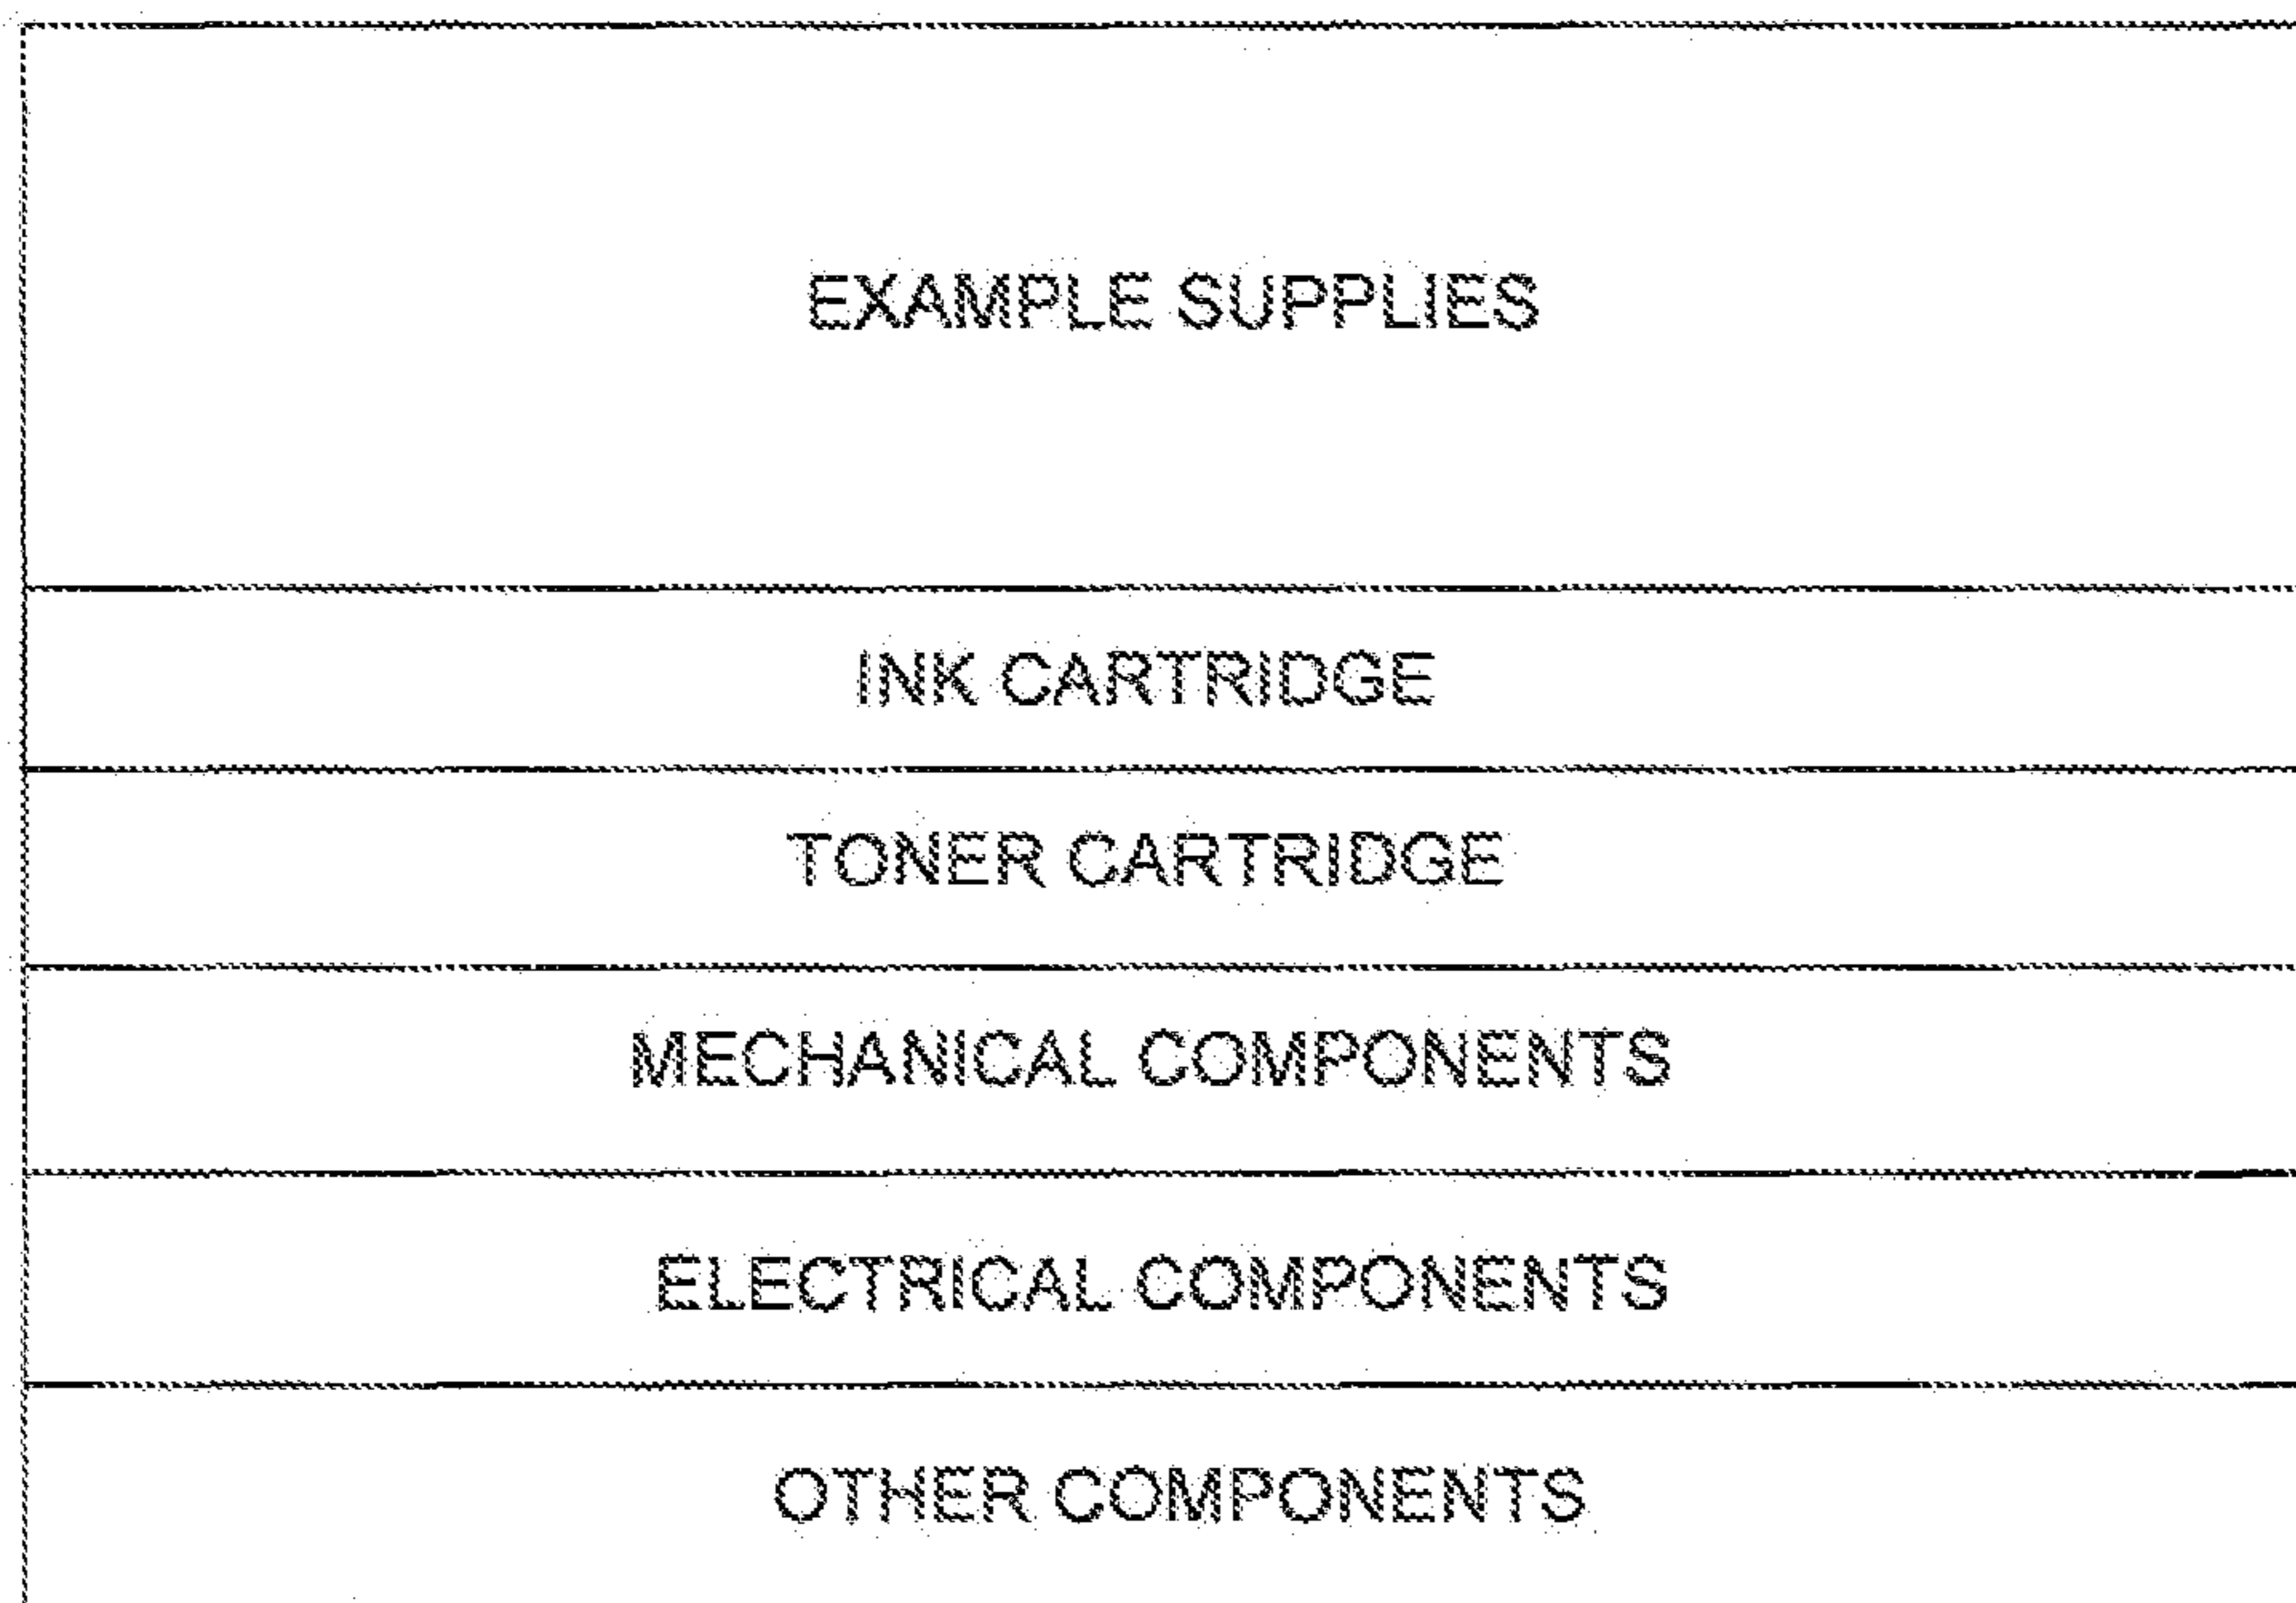 EXAMPLE SUPPLIES
INK CARTRIDGE
TONER CARTRIDGE
MECHANICAL COMPONENTS
ELECTRICAL COMPONENTS
OTHER COMPONENTS